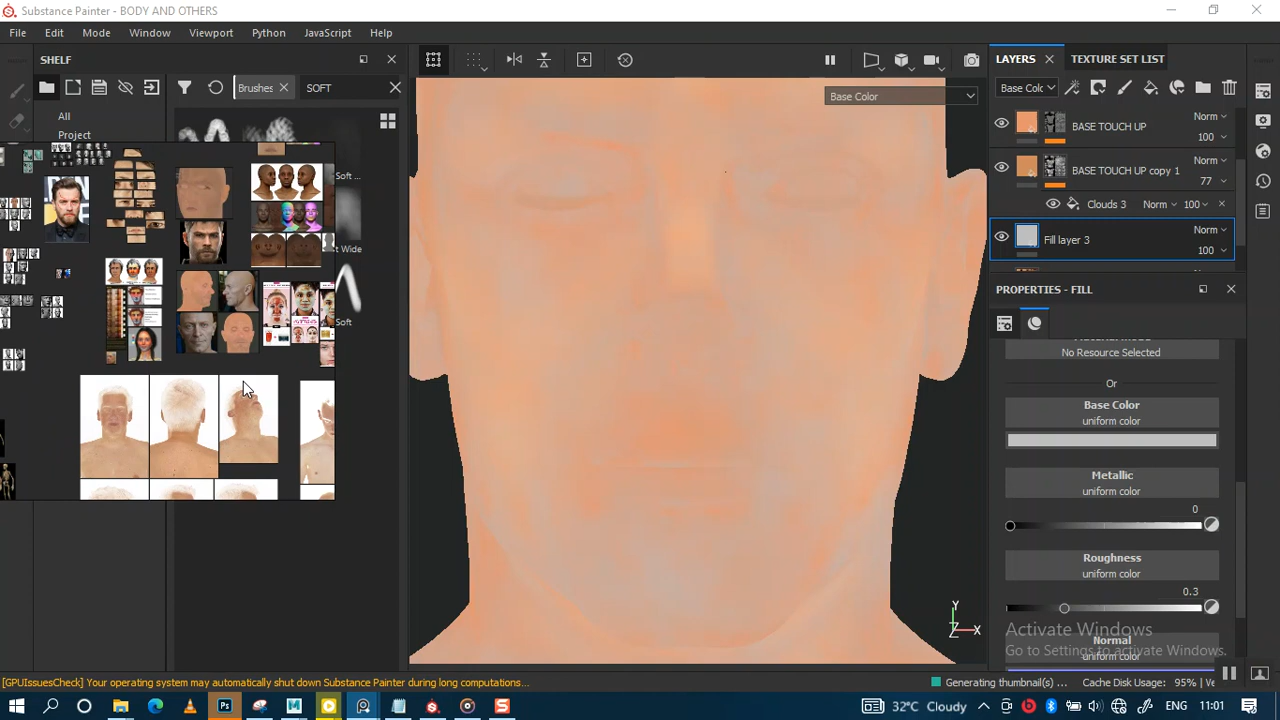 Substance Painter - BODY AND OTHERS
File Edit Mode Window Viewport Python JavaScript Help
SHELF
Brushes
SOFT
All
Project
Soft ...
Wide
Soft
Base Color
LAYERS
TEXTURE SET LIST
BASE TOUCH UP
Norm
100
BASE TOUCH UP copy 1
Norm
77
Clouds 3 Norm 100
Fill layer 3
Norm
100
PROPERTIES - FILL
No Resource Selected
Or
Base Color
uniform color
Metallic
uniform color
0
Roughness
uniform color
0.3
Normal
uniform color
Y
Z X
Activate Windows
Go to Settings to activate Windows.
[GPUIssuesCheck] Your operating system may automatically shut down Substance Painter during long computations...
Generating thumbnail(s) ...
Cache Disk Usage: 95% | Ve
32°C Cloudy
ENG 11:01